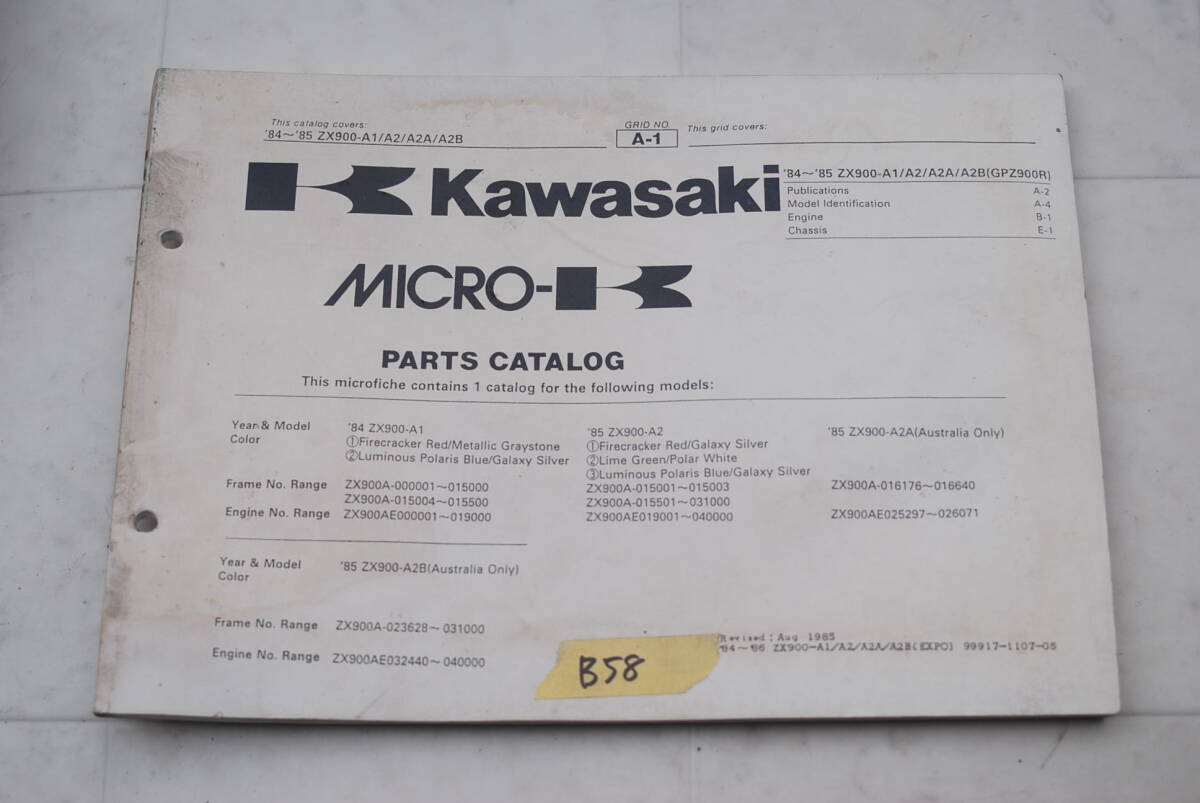 This catalog covers:
'84～'85 ZX900-A1/A2/A2A/A2B
GRID NO.
A-1
This grid covers:
Kawasaki
'84～'85 ZX900-A1/A2/A2A/A2B(GPZ900R)
Publications A-2
Model Identification A-4
Engine B-1
Chassis E-1
MICRO-K
PARTS CATALOG
This microfiche contains 1 catalog for the following models:
Year & Model '84 ZX900-A1 '85 ZX900-A2 '85 ZX900-A2A(Australia Only)
Color ①Firecracker Red/Metallic Graystone ①Firecracker Red/Galaxy Silver
②Luminous Polaris Blue/Galaxy Silver ②Lime Green/Polar White
③Luminous Polaris Blue/Galaxy Silver
Frame No. Range ZX900A-000001～015000 ZX900A-015001～015003 ZX900A-016176～016640
ZX900A-015004～015500 ZX900A-015501～031000
Engine No. Range ZX900AE000001～019000 ZX900AE019001～040000 ZX900AE025297～026071
Year & Model '85 ZX900-A2B(Australia Only)
Color
Frame No. Range ZX900A-023628～031000
Engine No. Range ZX900AE032440～040000
Revised: Aug 1985
'84～'86 ZX900-A1/A2/A2A/A2B(EXPO) 99917-1107-05
B58